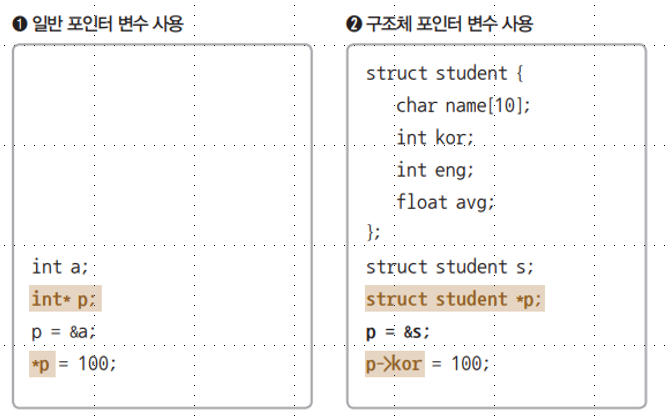 ❶ 일반 포인터 변수 사용
int a;
int* p;
p = &a;
*p = 100;
❷ 구조체 포인터 변수 사용
struct student {
char name[10];
int kor;
int eng;
float avg;
};
struct student s;
struct student *p;
p = &s;
p->kor = 100;